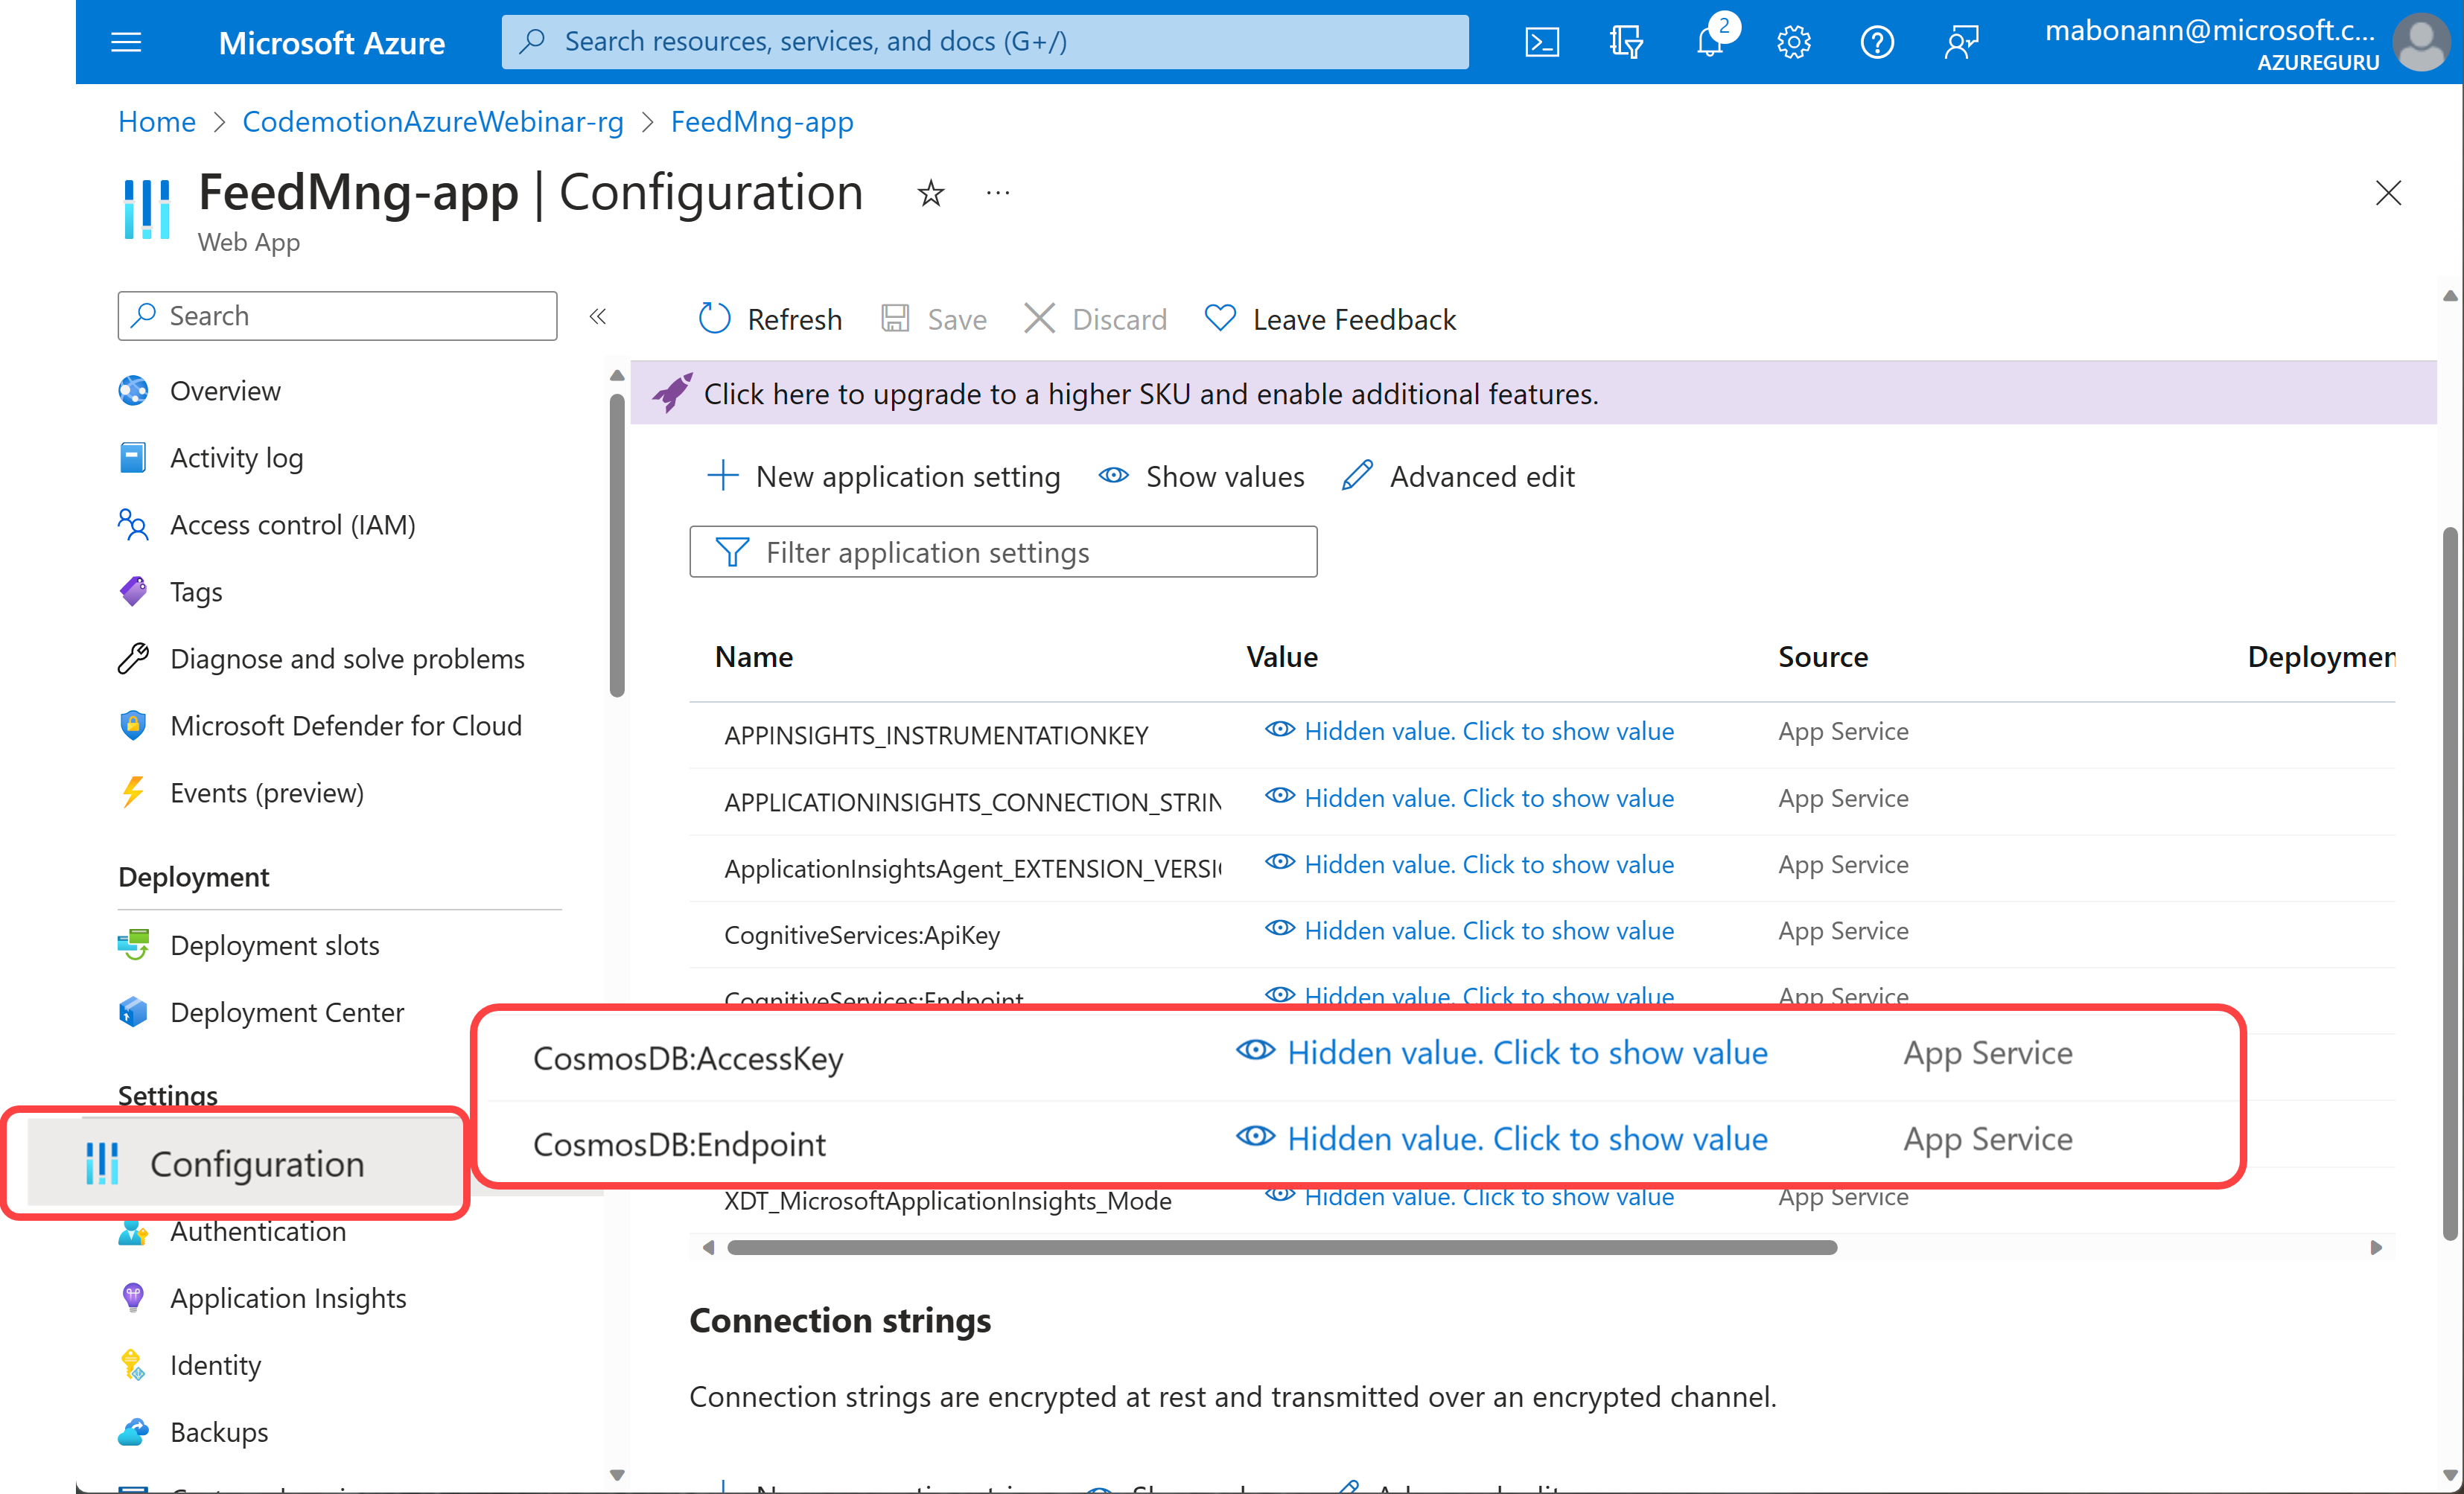 Microsoft Azure
Search resources, services, and docs (G+/)
2
mabonann@microsoft.c...
AZUREGURU
Home > CodemotionAzureWebinar-rg > FeedMng-app
FeedMng-app | Configuration
Web App
Search
Refresh
Save
Discard
Leave Feedback
Click here to upgrade to a higher SKU and enable additional features.
Overview
Activity log
Access control (IAM)
Tags
Diagnose and solve problems
Microsoft Defender for Cloud
Events (preview)
Deployment
Deployment slots
Deployment Center
Settings
Configuration
Authentication
Application Insights
Identity
Backups
New application setting
Show values
Advanced edit
Filter application settings
Name Value Source Deploymen
APPINSIGHTS_INSTRUMENTATIONKEY Hidden value. Click to show value App Service
APPLICATIONINSIGHTS_CONNECTION_STRIN Hidden value. Click to show value App Service
ApplicationInsightsAgent_EXTENSION_VERSI Hidden value. Click to show value App Service
CognitiveServices:ApiKey Hidden value. Click to show value App Service
CognitiveServices:Endpoint Hidden value. Click to show value App Service
CosmosDB:AccessKey Hidden value. Click to show value App Service
CosmosDB:Endpoint Hidden value. Click to show value App Service
XDT_MicrosoftApplicationInsights_Mode Hidden value. Click to show value App Service
Connection strings
Connection strings are encrypted at rest and transmitted over an encrypted channel.